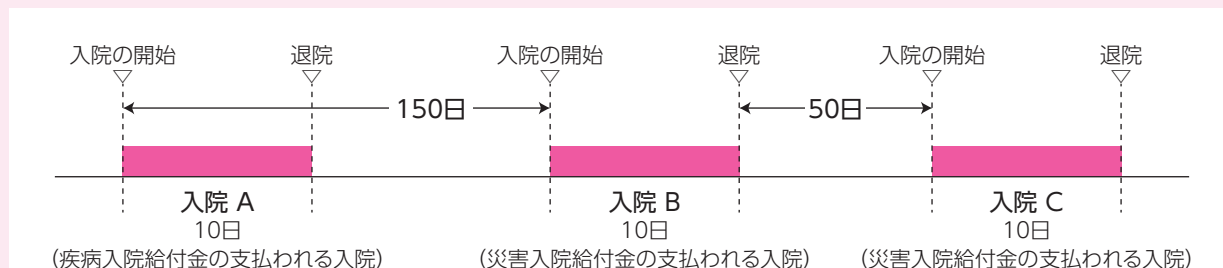 入院の開始 退院 入院の開始 退院 入院の開始 退院
150日 50日
入院 A 入院 B 入院 C
10日 10日 10日
(疾病入院給付金の支払われる入院) (災害入院給付金の支払われる入院) (災害入院給付金の支払われる入院)